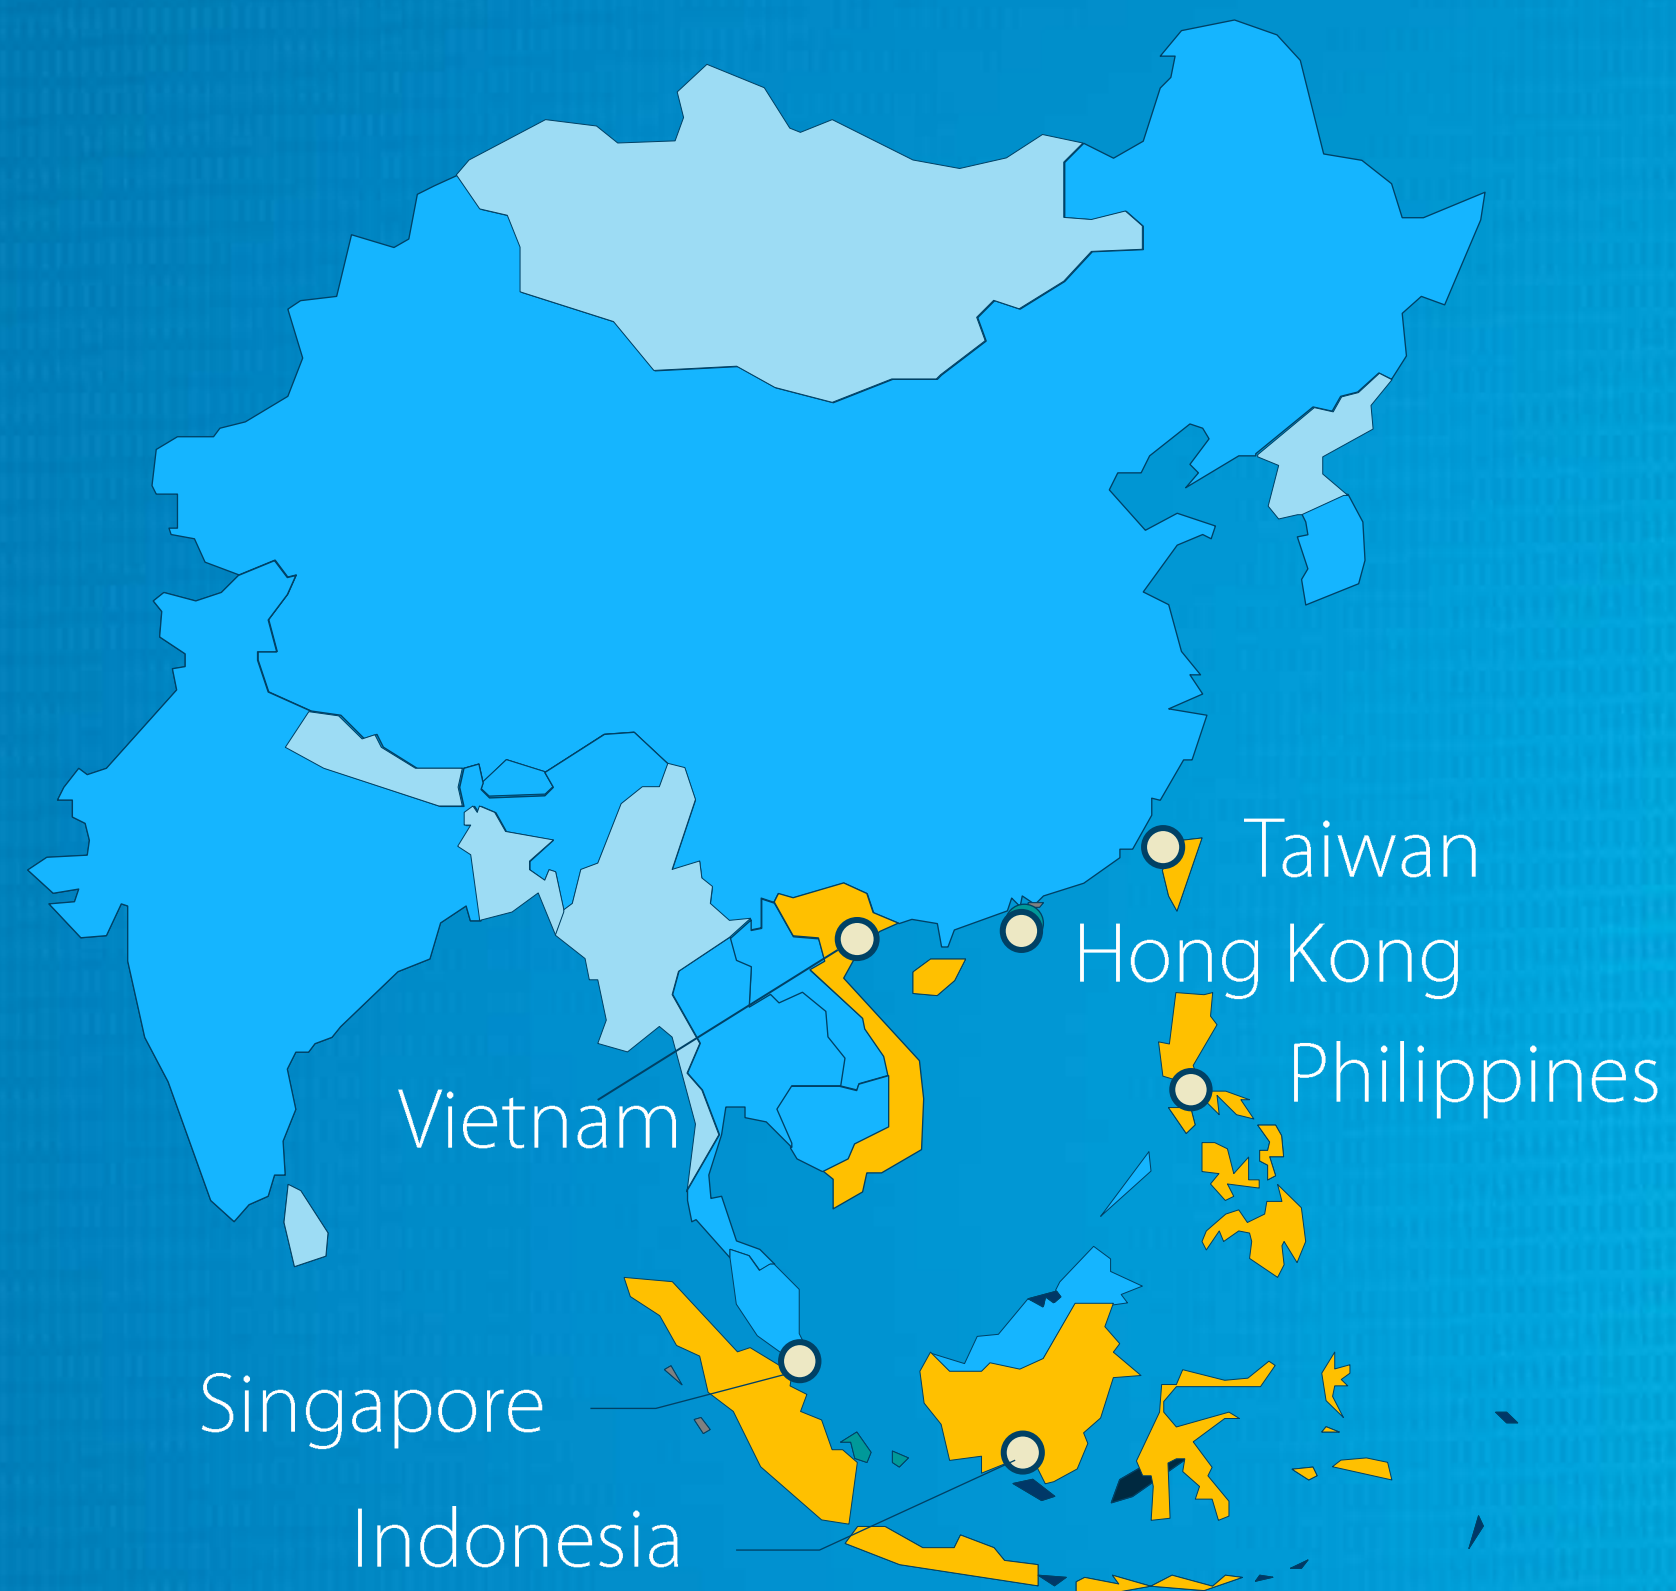 Taiwan
Hong Kong
Philippines
Vietnam
Singapore
Indonesia